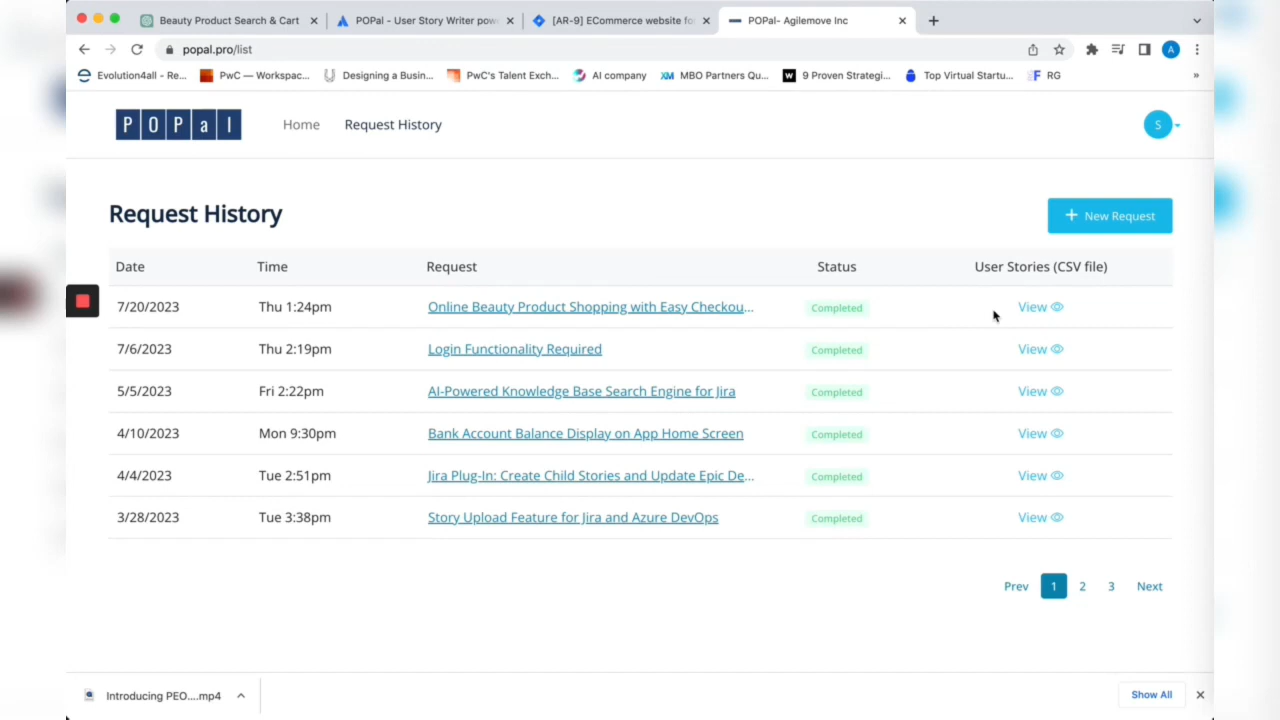 Beauty Product Search & Cart
POPal - User Story Writer pow
[AR-9] ECommerce website fo
POPal- Agilemove Inc
popal.pro/list
A
Evolution4all - Re...
PwC — Workspac...
Designing a Busin...
PwC's Talent Exch...
AI company
XM MBO Partners Qu...
W 9 Proven Strategi...
Top Virtual Startu...
F RG
»
POPal
Home
Request History
S
Request History
+ New Request
Date Time Request Status User Stories (CSV file)
7/20/2023 Thu 1:24pm Online Beauty Product Shopping with Easy Checkou... Completed View
7/6/2023 Thu 2:19pm Login Functionality Required Completed View
5/5/2023 Fri 2:22pm AI-Powered Knowledge Base Search Engine for Jira Completed View
4/10/2023 Mon 9:30pm Bank Account Balance Display on App Home Screen Completed View
4/4/2023 Tue 2:51pm Jira Plug-In: Create Child Stories and Update Epic De... Completed View
3/28/2023 Tue 3:38pm Story Upload Feature for Jira and Azure DevOps Completed View
Prev 1 2 3 Next
Introducing PEO....mp4
Show All